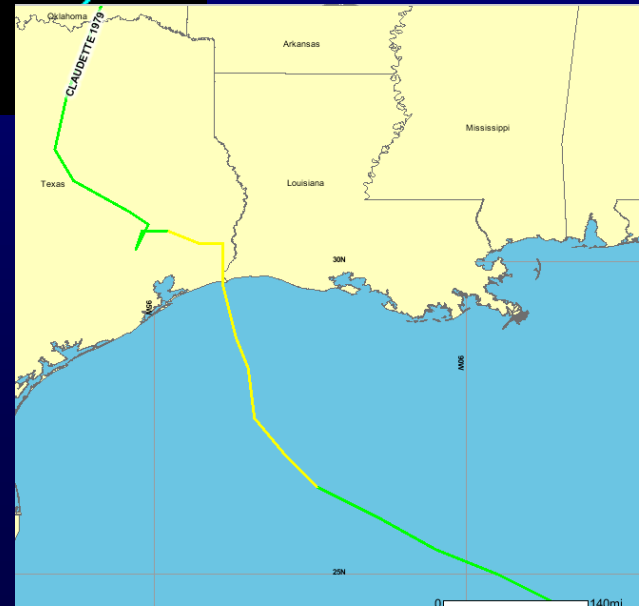 Oklahoma
CLAUDETTE 1979
Arkansas
Mississippi
Texas
Louisiana
30N
95W
90W
25N
0 140mi